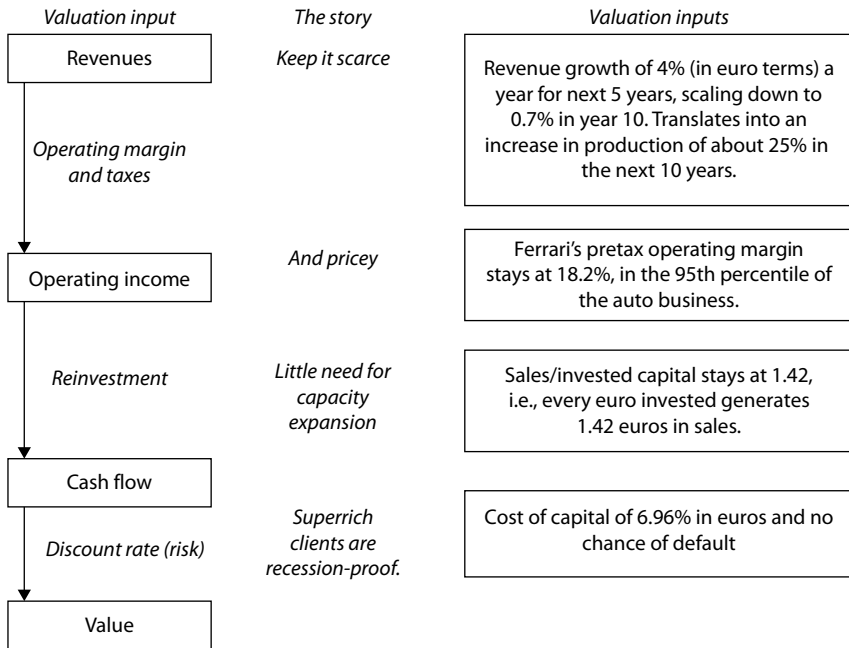 Valuation input
The story
Valuation inputs
Revenues
Keep it scarce
Revenue growth of 4% (in euro terms) a
year for next 5 years, scaling down to
0.7% in year 10. Translates into an
increase in production of about 25% in
the next 10 years.
Operating margin
and taxes
Operating income
And pricey
Ferrari’s pretax operating margin
stays at 18.2%, in the 95th percentile of
the auto business.
Reinvestment
Little need for
capacity
expansion
Sales/invested capital stays at 1.42,
i.e., every euro invested generates
1.42 euros in sales.
Cash flow
Discount rate (risk)
Superrich
clients are
recession-proof.
Cost of capital of 6.96% in euros and no
chance of default
Value